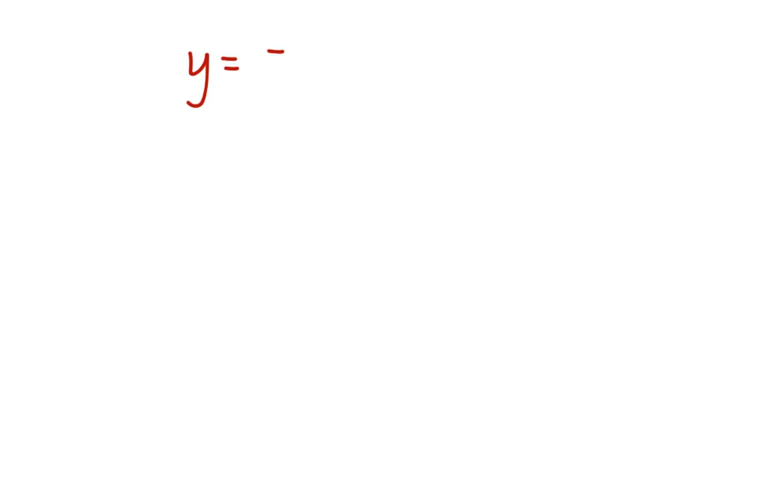 y = -